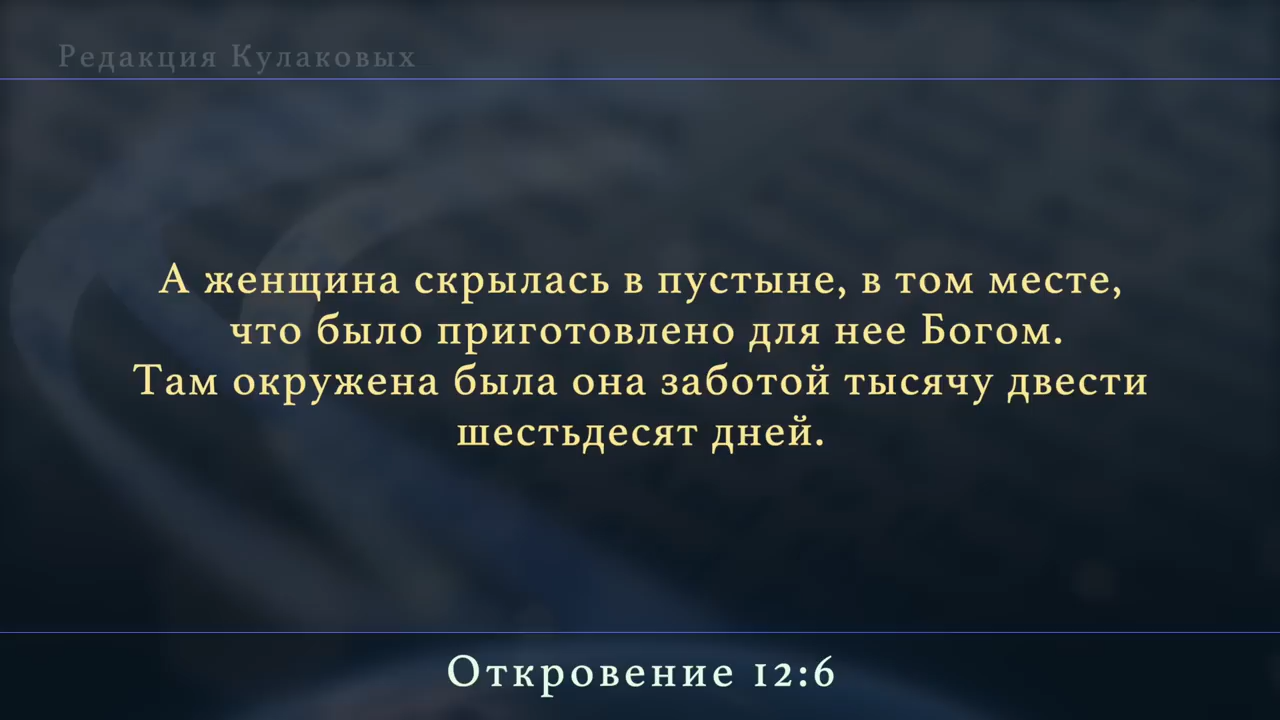 Редакция Кулаковых
А женщина скрылась в пустыне, в том месте,
что было приготовлено для нее Богом.
Там окружена была она заботой тысячу двести
шестьдесят дней.
Откровение 12:6